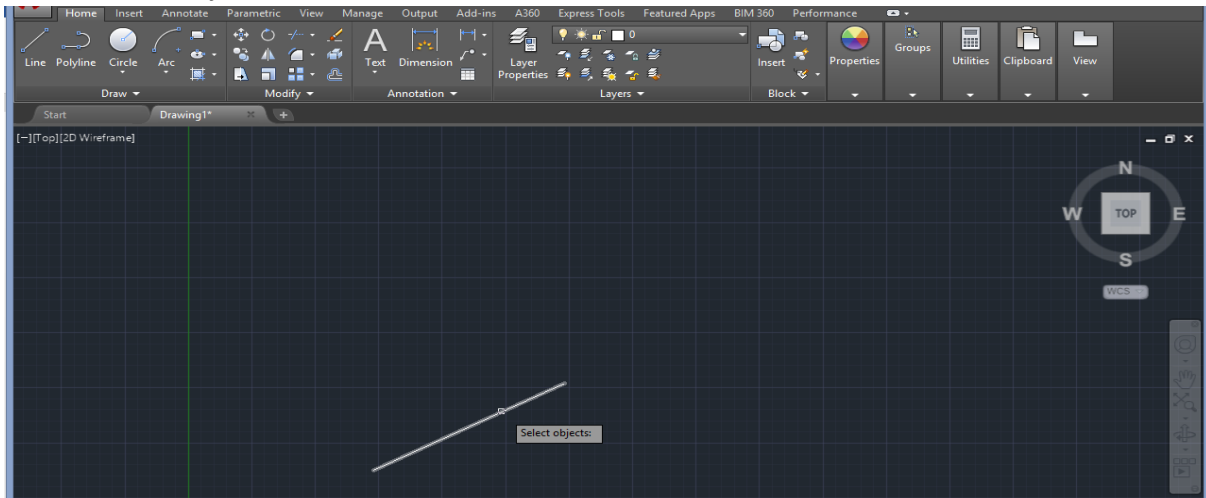 Home Insert Annotate Parametric View Manage Output Add-ins A360 Express Tools Featured Apps BIM 360 Performance
Line Polyline Circle Arc
Text Dimension
Layer Properties
0
Insert
Properties
Groups
Utilities
Clipboard
View
Draw Modify Annotation Layers Block
Start Drawing1* +
[−][Top][2D Wireframe]
N
W TOP E
S
WCS
Select objects: